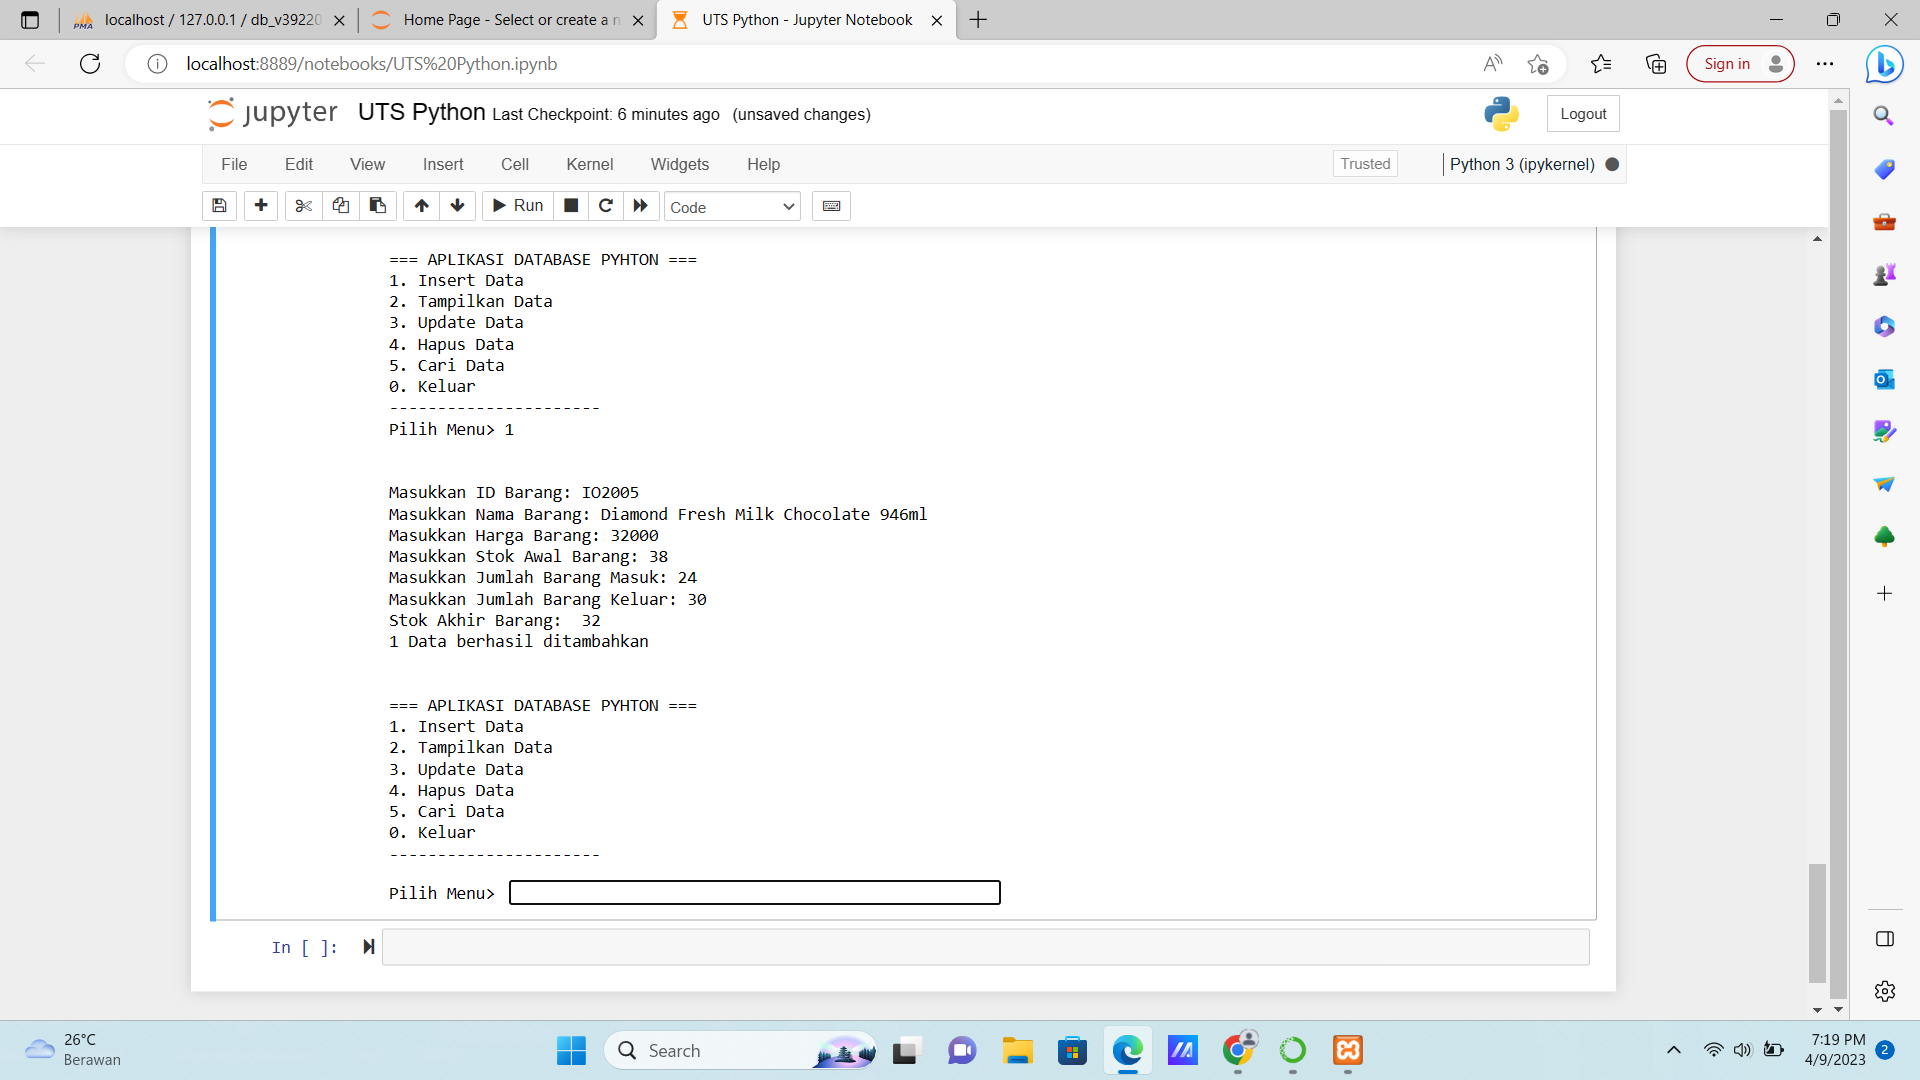 localhost / 127.0.0.1 / db_v39220
Home Page - Select or create a n
UTS Python - Jupyter Notebook
localhost:8889/notebooks/UTS%20Python.ipynb
Sign in
jupyter UTS Python Last Checkpoint: 6 minutes ago (unsaved changes)
Logout
File Edit View Insert Cell Kernel Widgets Help
Trusted
Python 3 (ipykernel)
Run
Code
=== APLIKASI DATABASE PYHTON ===
1. Insert Data
2. Tampilkan Data
3. Update Data
4. Hapus Data
5. Cari Data
0. Keluar
----------------------
Pilih Menu> 1
Masukkan ID Barang: IO2005
Masukkan Nama Barang: Diamond Fresh Milk Chocolate 946ml
Masukkan Harga Barang: 32000
Masukkan Stok Awal Barang: 38
Masukkan Jumlah Barang Masuk: 24
Masukkan Jumlah Barang Keluar: 30
Stok Akhir Barang:  32
1 Data berhasil ditambahkan
=== APLIKASI DATABASE PYHTON ===
1. Insert Data
2. Tampilkan Data
3. Update Data
4. Hapus Data
5. Cari Data
0. Keluar
----------------------
Pilih Menu>
In [ ]:
26°C
Berawan
Search
7:19 PM
4/9/2023
2